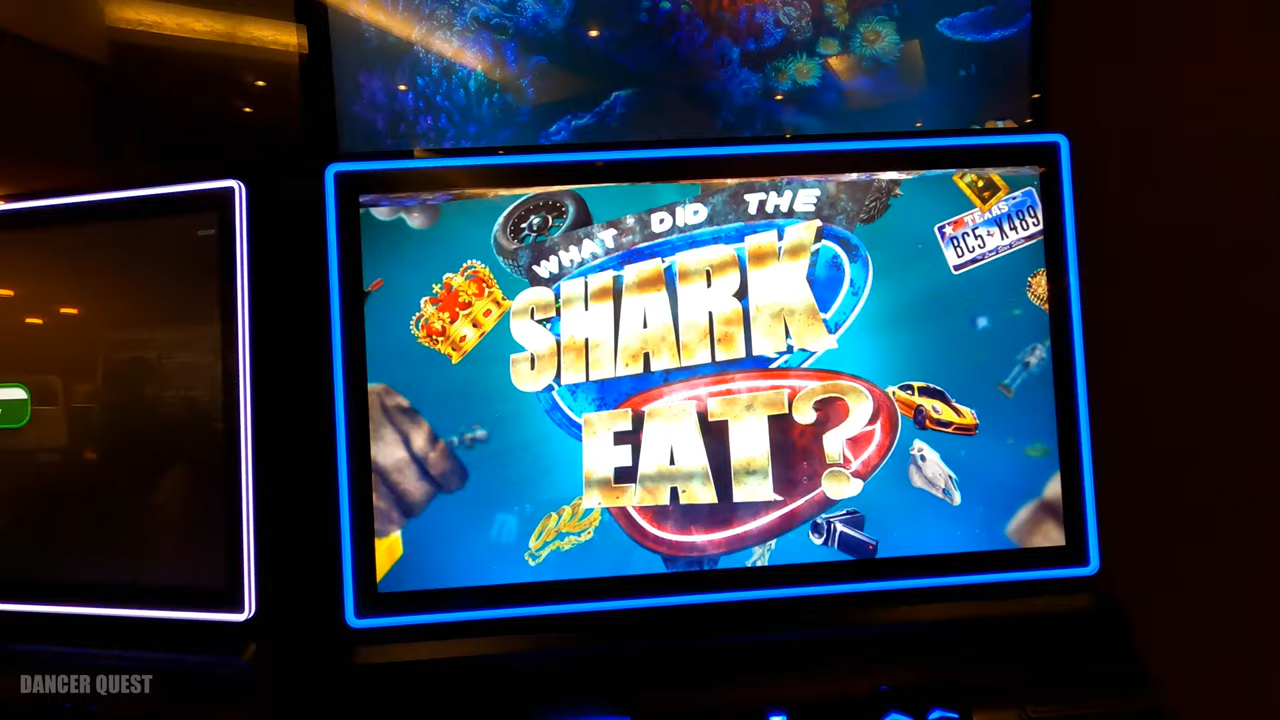 WHAT DID THE
SHARK
EAT?
TEXAS
BC5 X489
DANCER QUEST